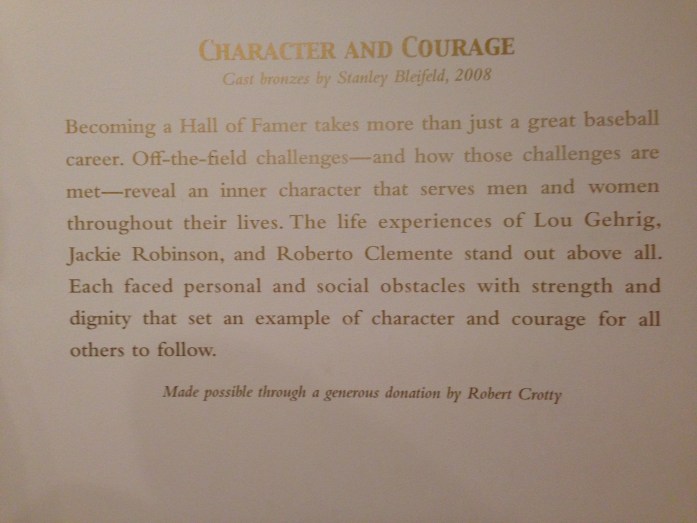 CHARACTER AND COURAGE
Cast bronzes by Stanley Bleifeld, 2008
Becoming a Hall of Famer takes more than just a great baseball
career. Off-the-field challenges—and how those challenges are
met—reveal an inner character that serves men and women
throughout their lives. The life experiences of Lou Gehrig,
Jackie Robinson, and Roberto Clemente stand out above all.
Each faced personal and social obstacles with strength and
dignity that set an example of character and courage for all
others to follow.
Made possible through a generous donation by Robert Crotty